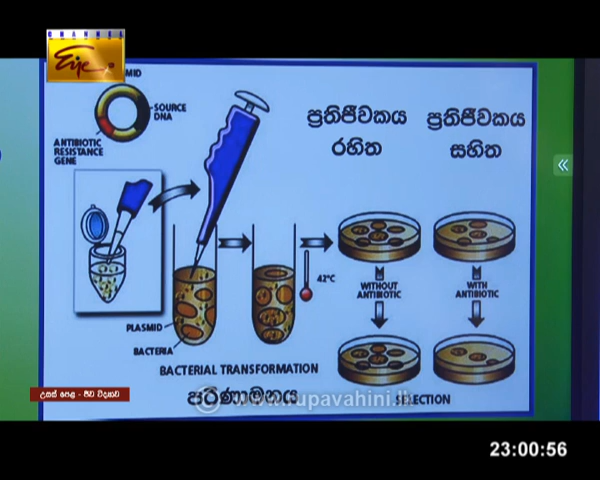 CHANNEL
Eye
MID
SOURCE
DNA
ANTIBIOTIC
RESISTANCE
GENE
ප්‍රතිජීවකය
රහිත
ප්‍රතිජීවකය
සහිත
42°C
WITHOUT
ANTIBIOTIC
WITH
ANTIBIOTIC
PLASMID
BACTERIA
BACTERIAL TRANSFORMATION
පරිණාමනය
SELECTION
© www.rupavahini.lk
උසස් පෙළ - ජීව විද්‍යාව
23:00:56